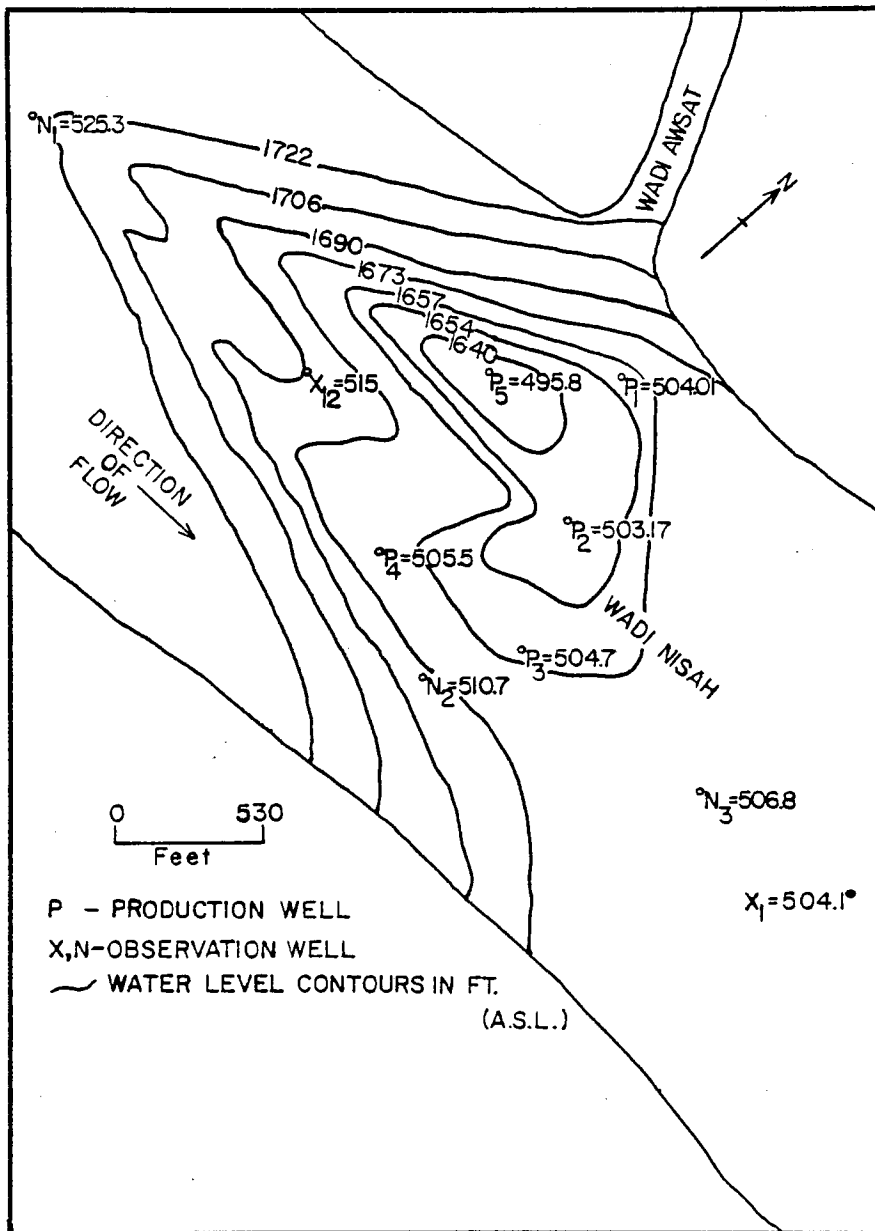 WADI AWSAT
N
°N₁=525.3
1722
1706
1690
1673
1657
1654
1640
°X₁₂=515
°P₅=495.8
°P₁=504.01
DIRECTION
OF
FLOW
°P₂=503.17
°P₄=505.5
WADI NISAH
°P₃=504.7
°N₂=510.7
°N₃=506.8
0 530
Feet
X₁=504.1
P – PRODUCTION WELL
X,N-OBSERVATION WELL
WATER LEVEL CONTOURS IN FT.
(A.S.L.)